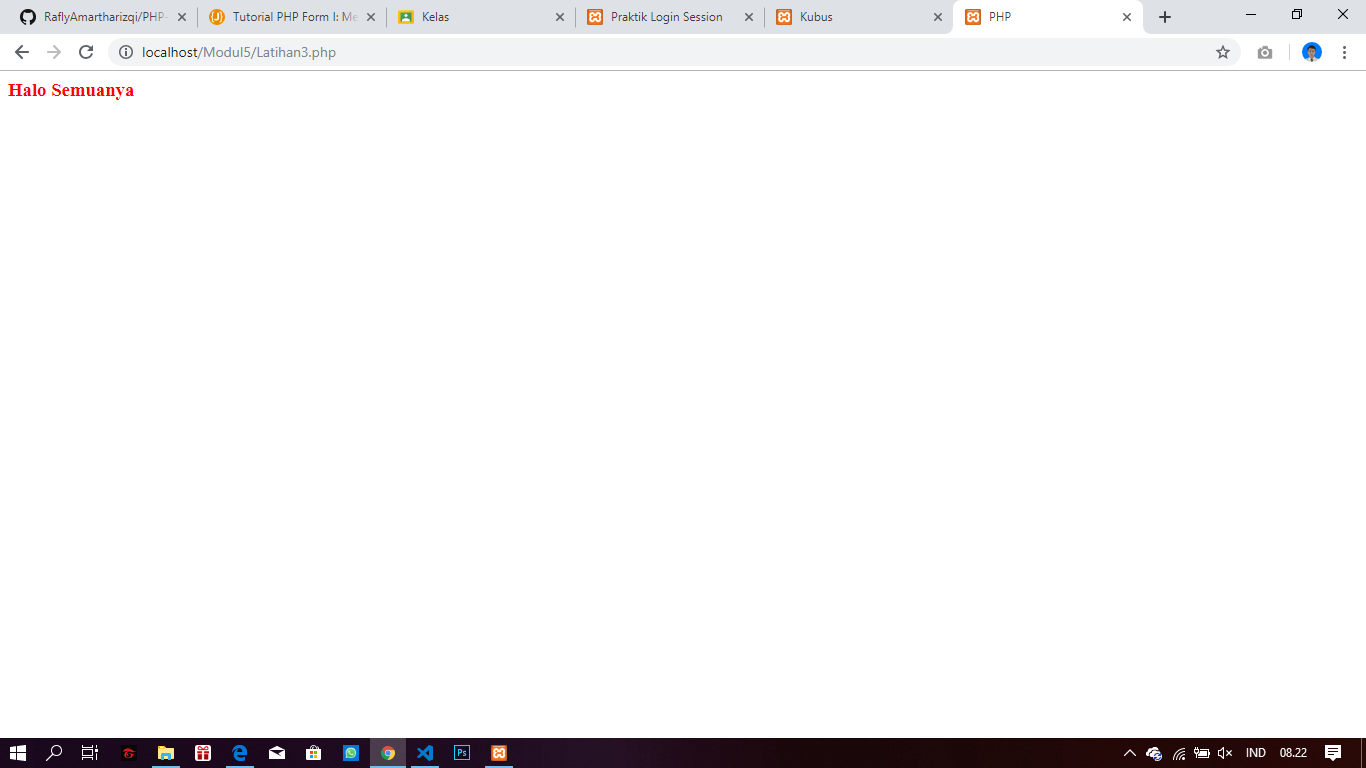 RaflyAmartharizqi/PHP-
Tutorial PHP Form I: Me
Kelas
Praktik Login Session
Kubus
PHP
localhost/Modul5/Latihan3.php
Halo Semuanya
Ps
IND
08.22